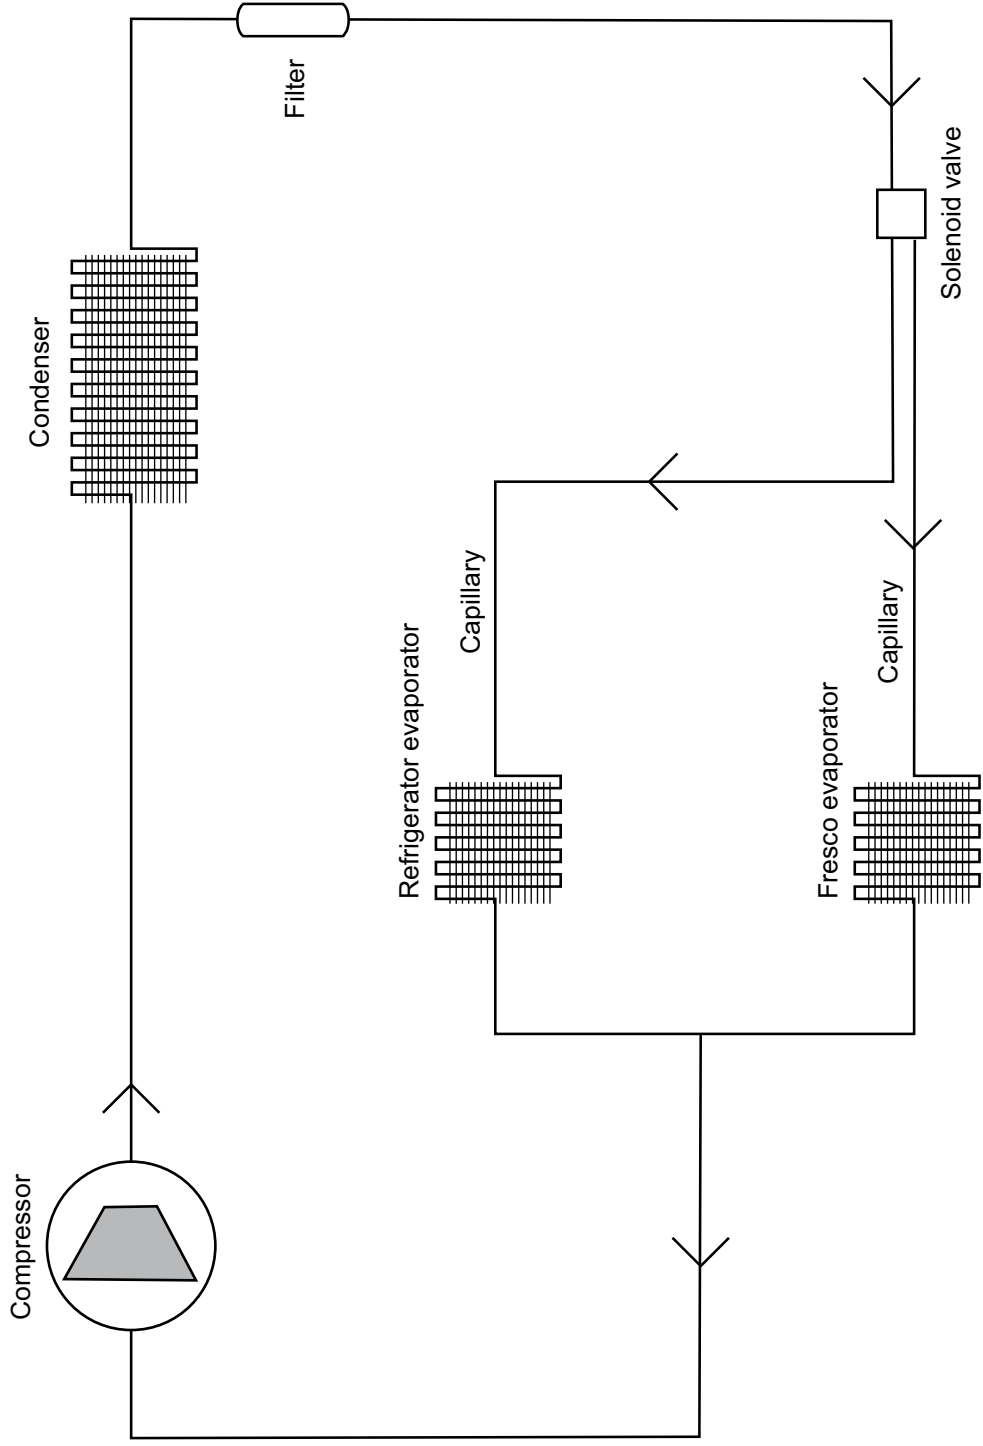 Compressor
Condenser
Filter
Solenoid valve
Capillary
Refrigerator evaporator
Capillary
Fresco evaporator